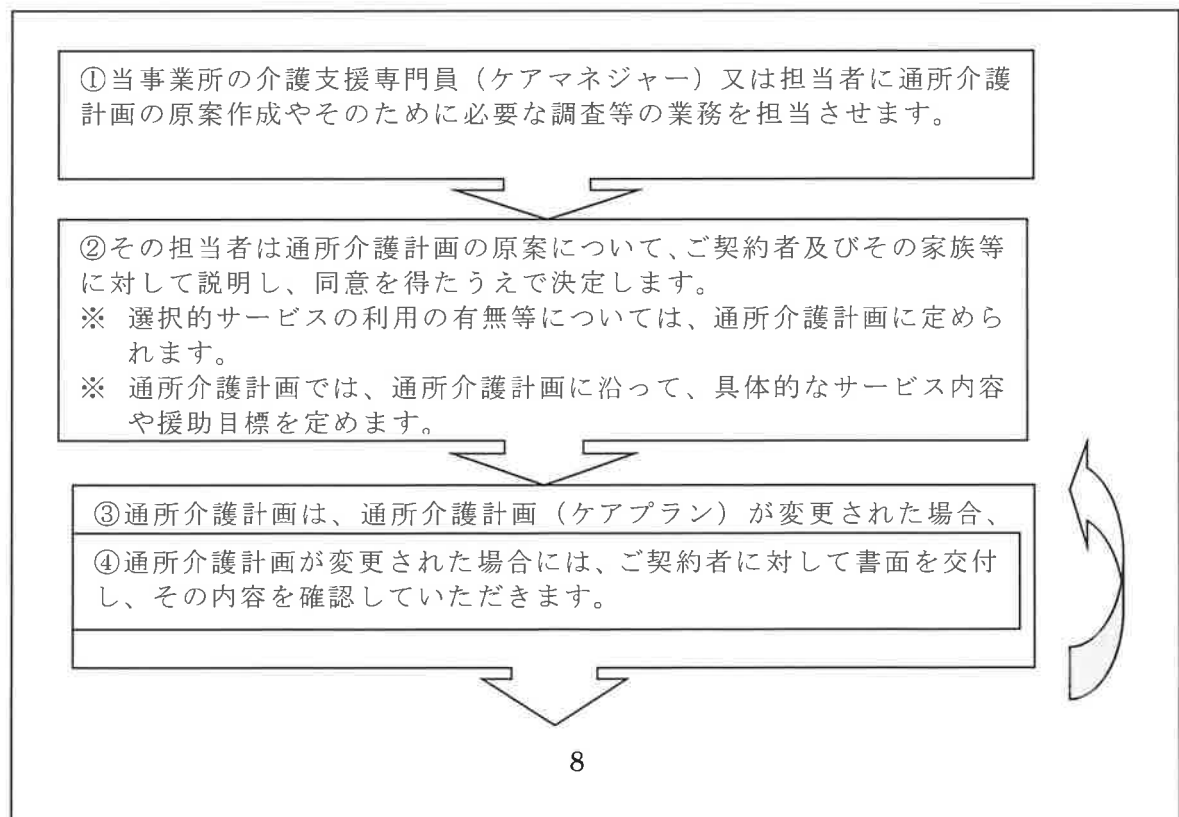 ①当事業所の介護支援専門員（ケアマネジャー）又は担当者に通所介護
計画の原案作成やそのために必要な調査等の業務を担当させます。
②その担当者は通所介護計画の原案について、ご契約者及びその家族等
に対して説明し、同意を得たうえで決定します。
※　選択的サービスの利用の有無等については、通所介護計画に定めら
れます。
※　通所介護計画では、通所介護計画に沿って、具体的なサービス内容
や援助目標を定めます。
③通所介護計画は、通所介護計画（ケアプラン）が変更された場合、
④通所介護計画が変更された場合には、ご契約者に対して書面を交付
し、その内容を確認していただきます。
8